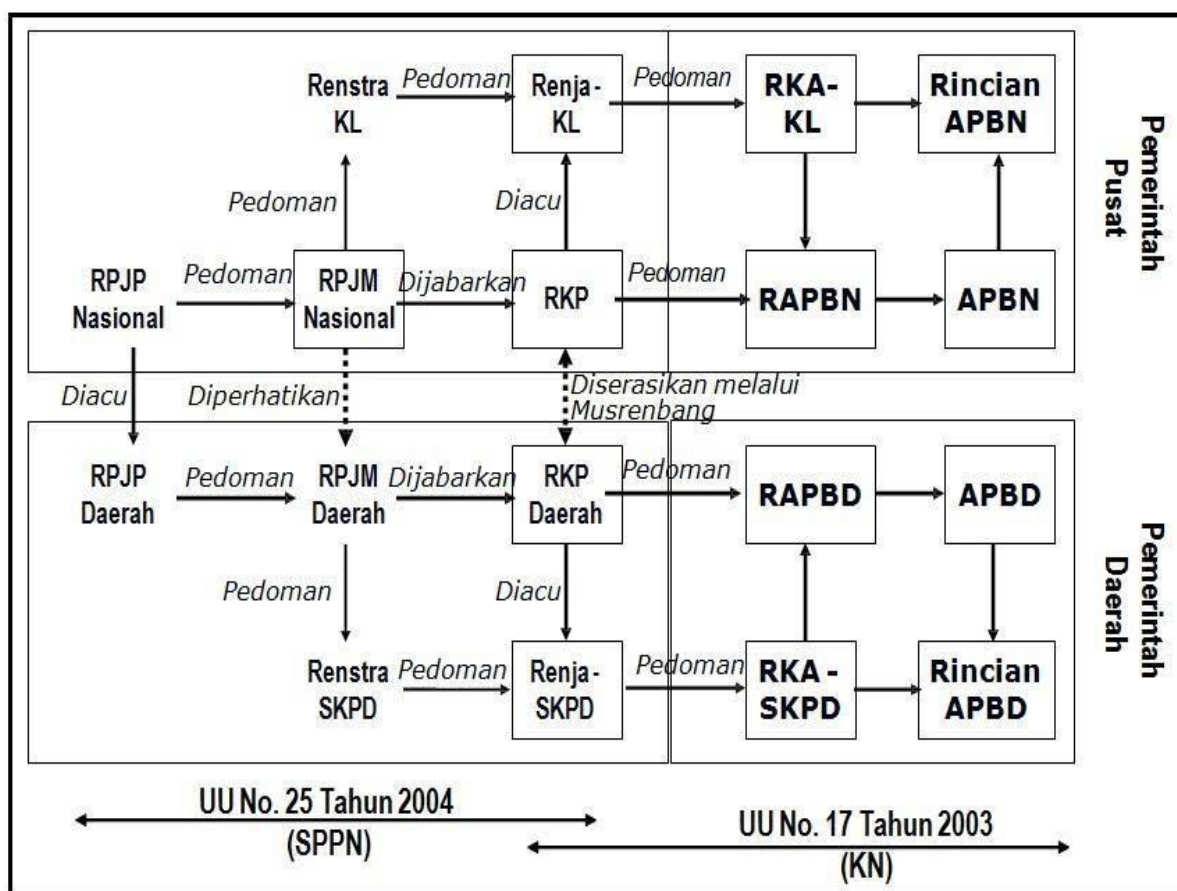 Renstra
KL
Pedoman
Renja-
KL
Pedoman
RKA-
KL
Rincian
APBN
Pemerintah
Pusat
Pedoman
Diacu
RPJP
Nasional
Pedoman
RPJM
Nasional
Dijabarkan
RKP
Pedoman
RAPBN
APBN
Diacu
Diperhatikan
Diserasikan melalui
Musrenbang
RPJP
Daerah
Pedoman
RPJM
Daerah
Dijabarkan
RKP
Daerah
Pedoman
RAPBD
APBD
Pemerintah
Daerah
Pedoman
Diacu
Renstra
SKPD
Pedoman
Renja-
SKPD
Pedoman
RKA -
SKPD
Rincian
APBD
UU No. 25 Tahun 2004
(SPPN)
UU No. 17 Tahun 2003
(KN)